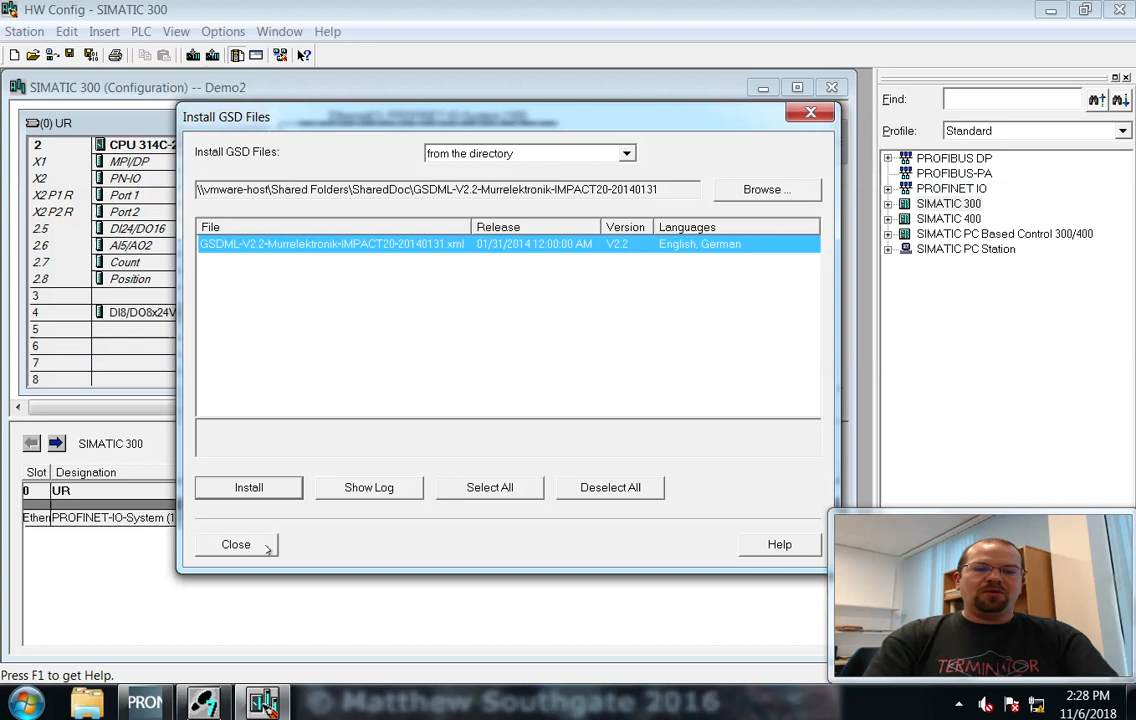 HW Config - SIMATIC 300
Station Edit Insert PLC View Options Window Help
SIMATIC 300 (Configuration) -- Demo2
(0) UR
2 CPU 314C-2
X1 MPI/DP
X2 PN-IO
X2 P1 R Port 1
X2 P2 R Port 2
2.5 DI24/DO16
2.6 AI5/AO2
2.7 Count
2.8 Position
3
4 DI8/DO8x24V
5
6
7
8
SIMATIC 300
Slot Designation
0 UR
Ether PROFINET-IO-System (1
Install GSD Files
Install GSD Files: from the directory
\\vmware-host\Shared Folders\SharedDoc\GSDML-V2.2-Murrelektronik-IMPACT20-20140131
Browse ...
File Release Version Languages
GSDML-V2.2-Murrelektronik-IMPACT20-20140131.xml 01/31/2014 12:00:00 AM V2.2 English, German
Install Show Log Select All Deselect All
Close Help
Find:
Profile: Standard
PROFIBUS DP
PROFIBUS-PA
PROFINET IO
SIMATIC 300
SIMATIC 400
SIMATIC PC Based Control 300/400
SIMATIC PC Station
TERMINATOR
Press F1 to get Help.
PRON
© Matthew Southgate 2016
2:28 PM
11/6/2018